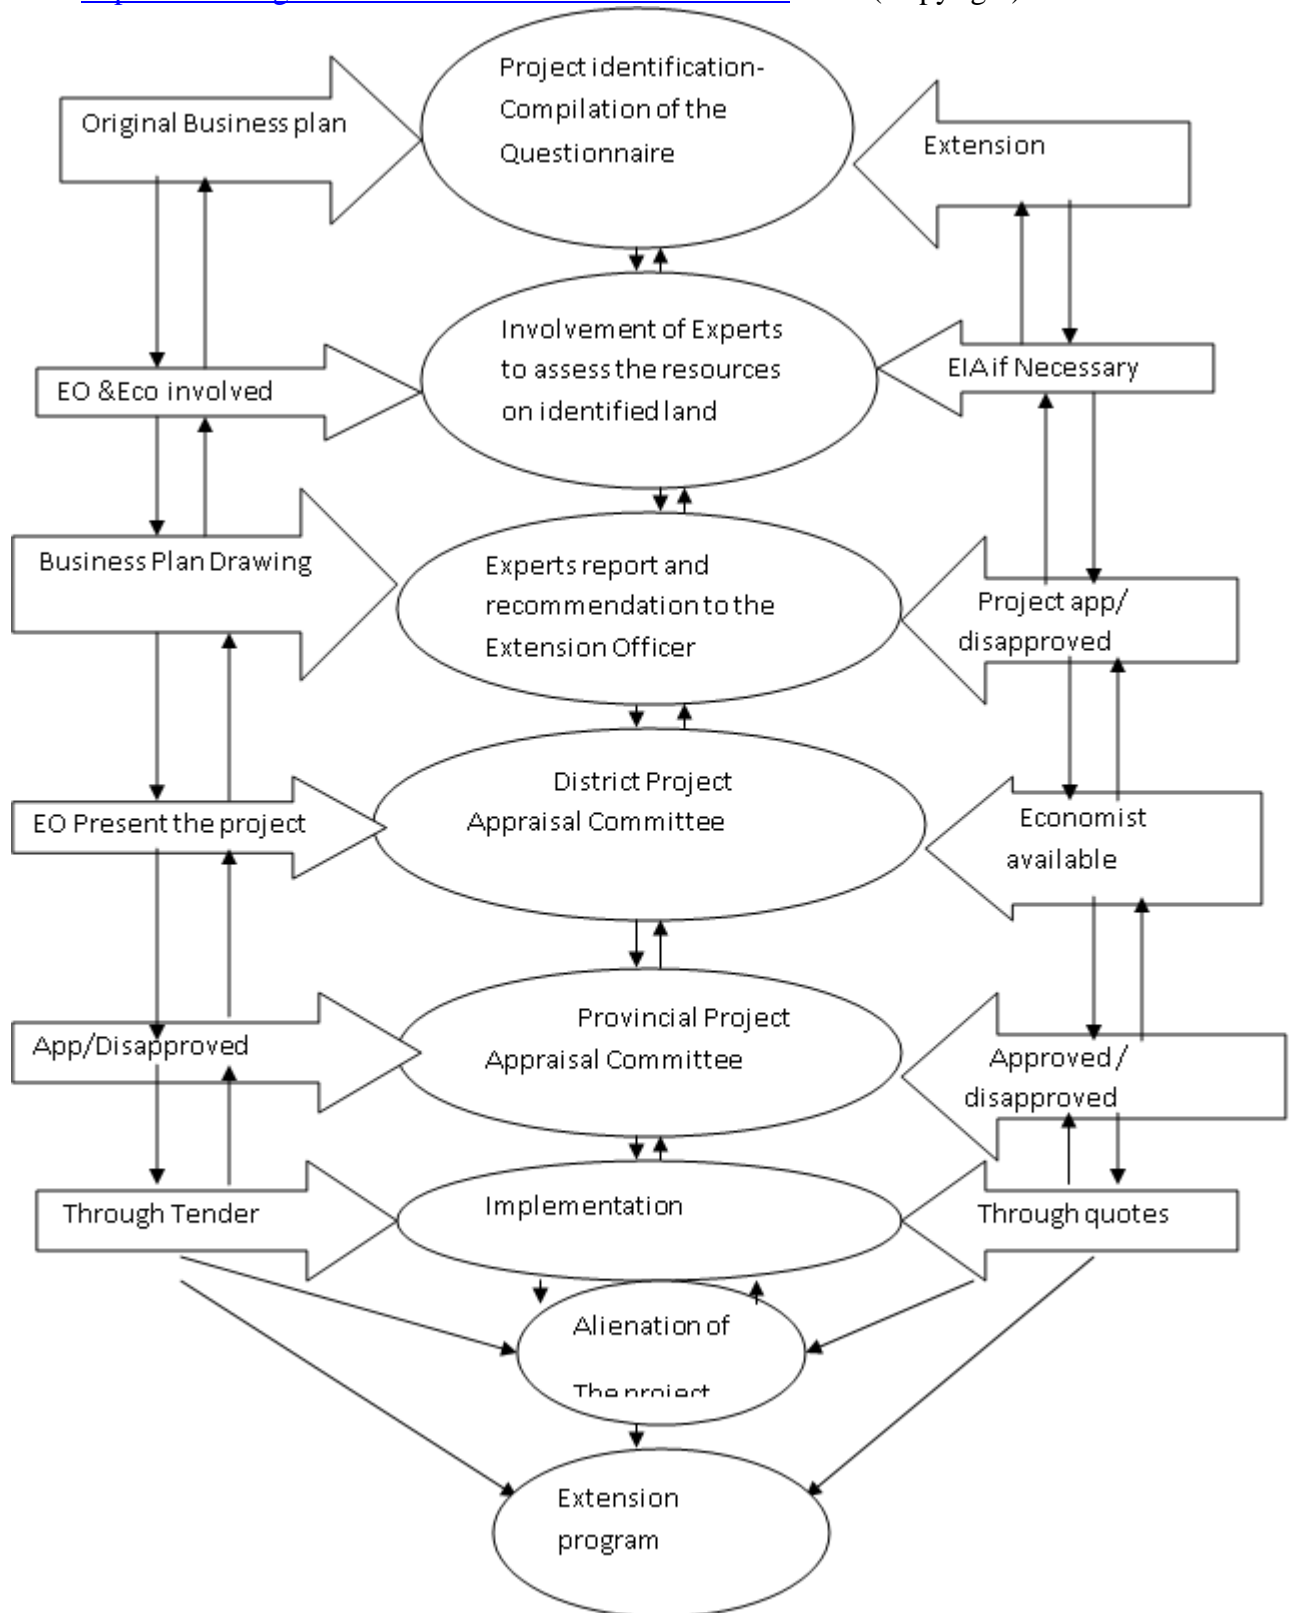 Project identification-
Compilation of the
Questionnaire
Original Business plan
Extension
Involvement of Experts
to assess the resources
on identified land
EO &Eco involved
EIA if Necessary
Experts report and
recommendation to the
Extension Officer
Business Plan Drawing
Project app/
disapproved
District Project
Appraisal Committee
EO Present the project
Economist
available
Provincial Project
Appraisal Committee
App/Disapproved
Approved /
disapproved
Implementation
Through Tender
Through quotes
Alienation of
The project
Extension
program